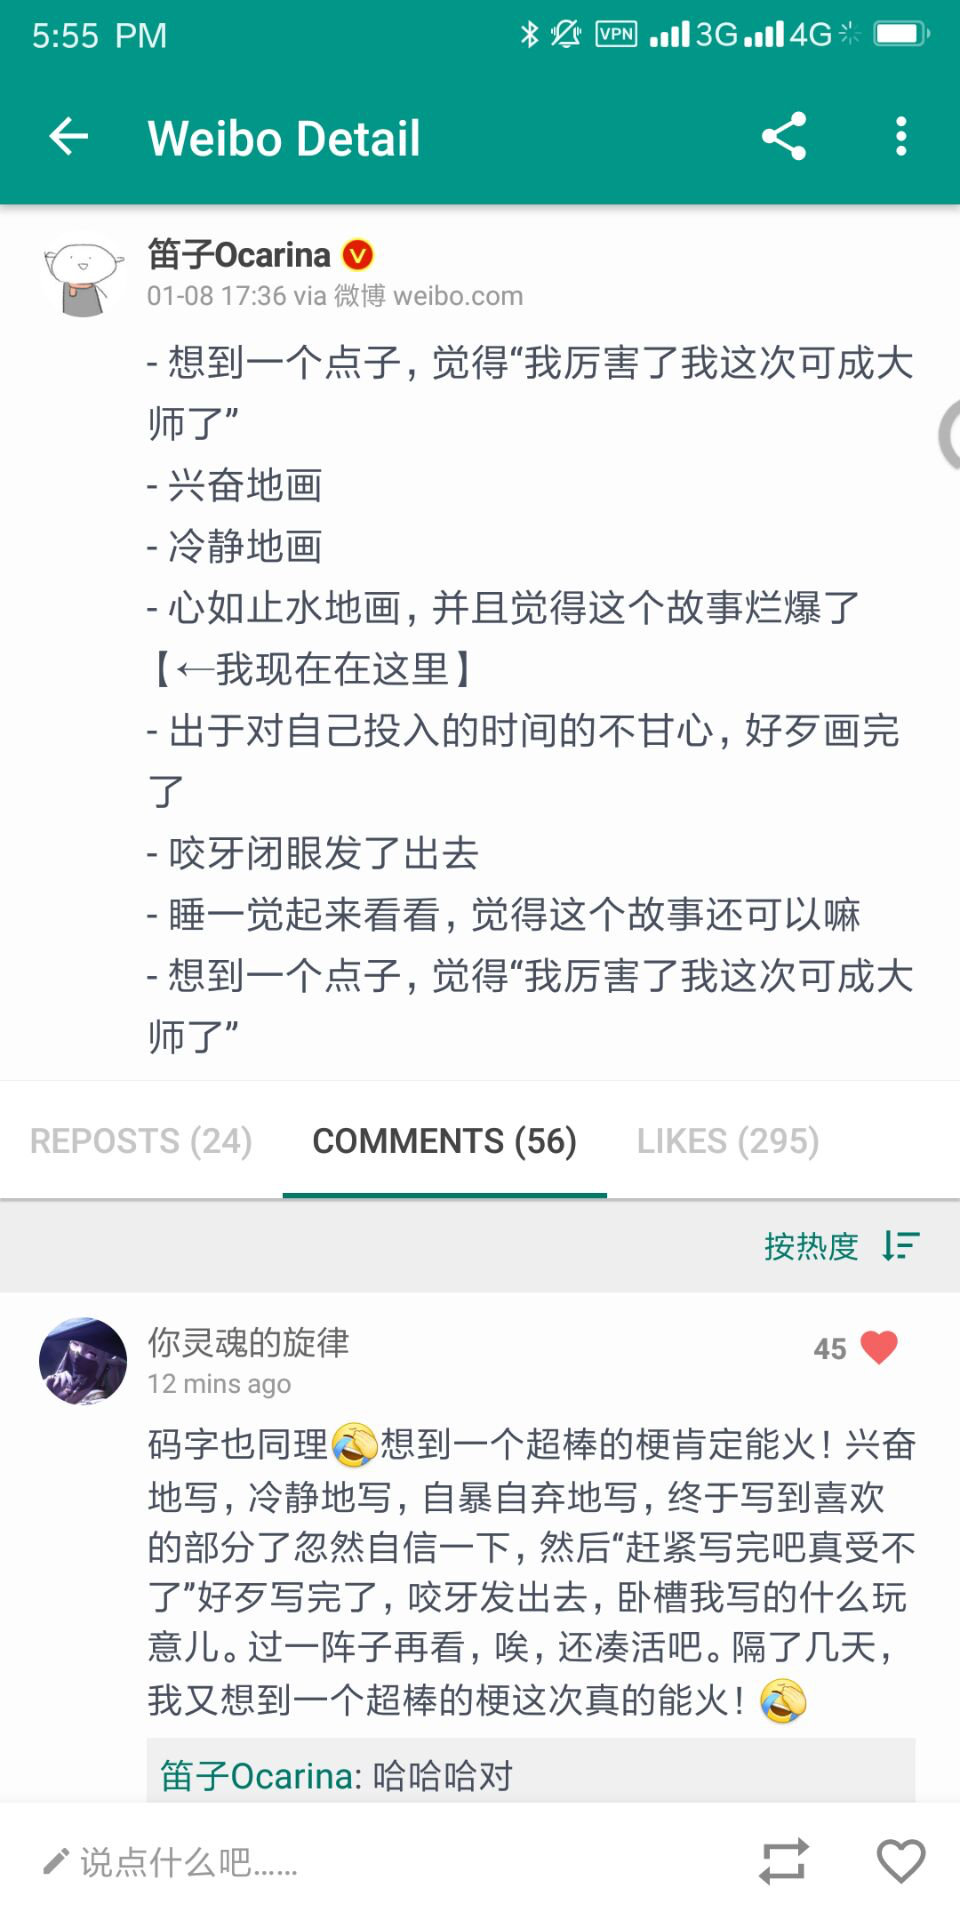 5:55 PM VPN 3G 4G
Weibo Detail
笛子Ocarina V
01-08 17:36 via 微博 weibo.com
- 想到一个点子，觉得“我厉害了我这次可成大
师了”
- 兴奋地画
- 冷静地画
- 心如止水地画，并且觉得这个故事烂爆了
【←我现在在这里】
- 出于对自己投入的时间的不甘心，好歹画完
了
- 咬牙闭眼发了出去
- 睡一觉起来看看，觉得这个故事还可以嘛
- 想到一个点子，觉得“我厉害了我这次可成大
师了”
REPOSTS (24) COMMENTS (56) LIKES (295)
按热度
你灵魂的旋律 45
12 mins ago
码字也同理🤣想到一个超棒的梗肯定能火！兴奋
地写，冷静地写，自暴自弃地写，终于写到喜欢
的部分了忽然自信一下，然后“赶紧写完吧真受不
了”好歹写完了，咬牙发出去，卧槽我写的什么玩
意儿。过一阵子再看，唉，还凑活吧。隔了几天，
我又想到一个超棒的梗这次真的能火！🤣
笛子Ocarina: 哈哈哈对
说点什么吧......